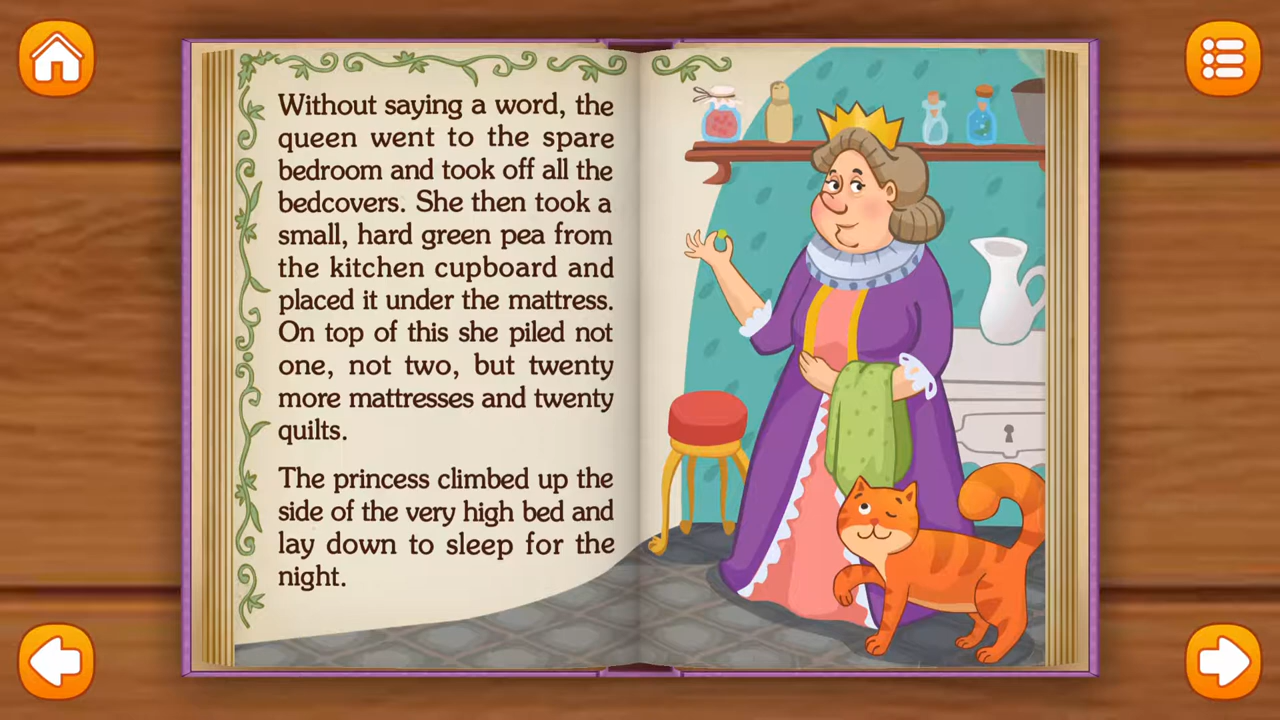 Without saying a word, the
queen went to the spare
bedroom and took off all the
bedcovers. She then took a
small, hard green pea from
the kitchen cupboard and
placed it under the mattress.
On top of this she piled not
one, not two, but twenty
more mattresses and twenty
quilts.
The princess climbed up the
side of the very high bed and
lay down to sleep for the
night.